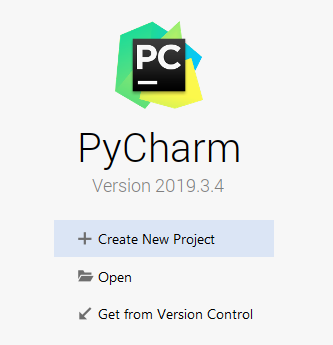 PC
PyCharm
Version 2019.3.4
Create New Project
Open
Get from Version Control